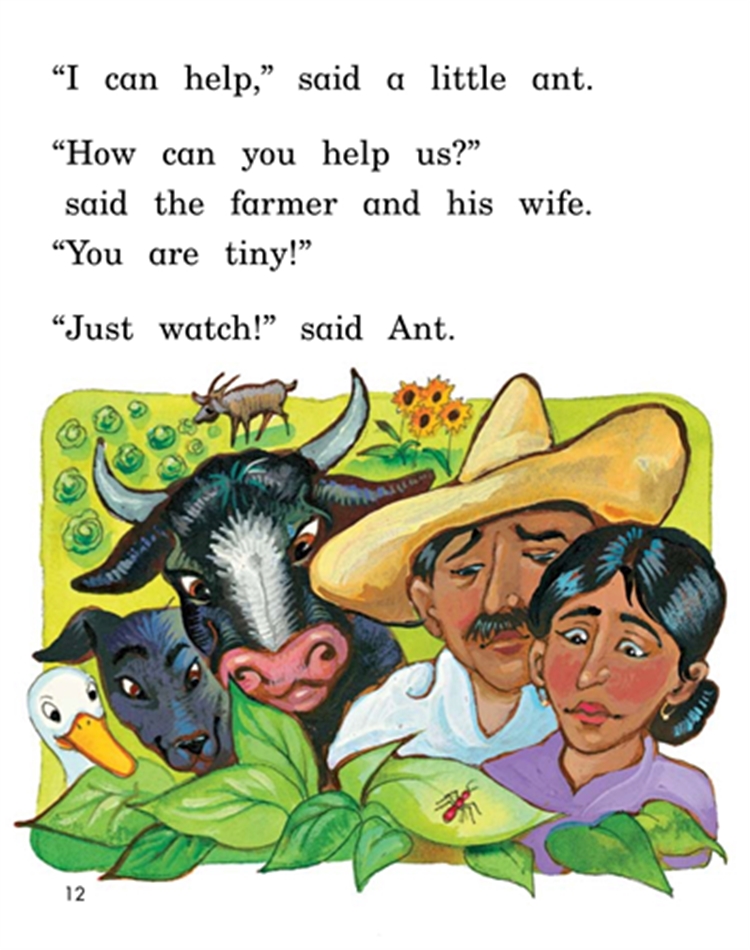 “I can help,” said a little ant.
“How can you help us?”
said the farmer and his wife.
“You are tiny!”
“Just watch!” said Ant.
12